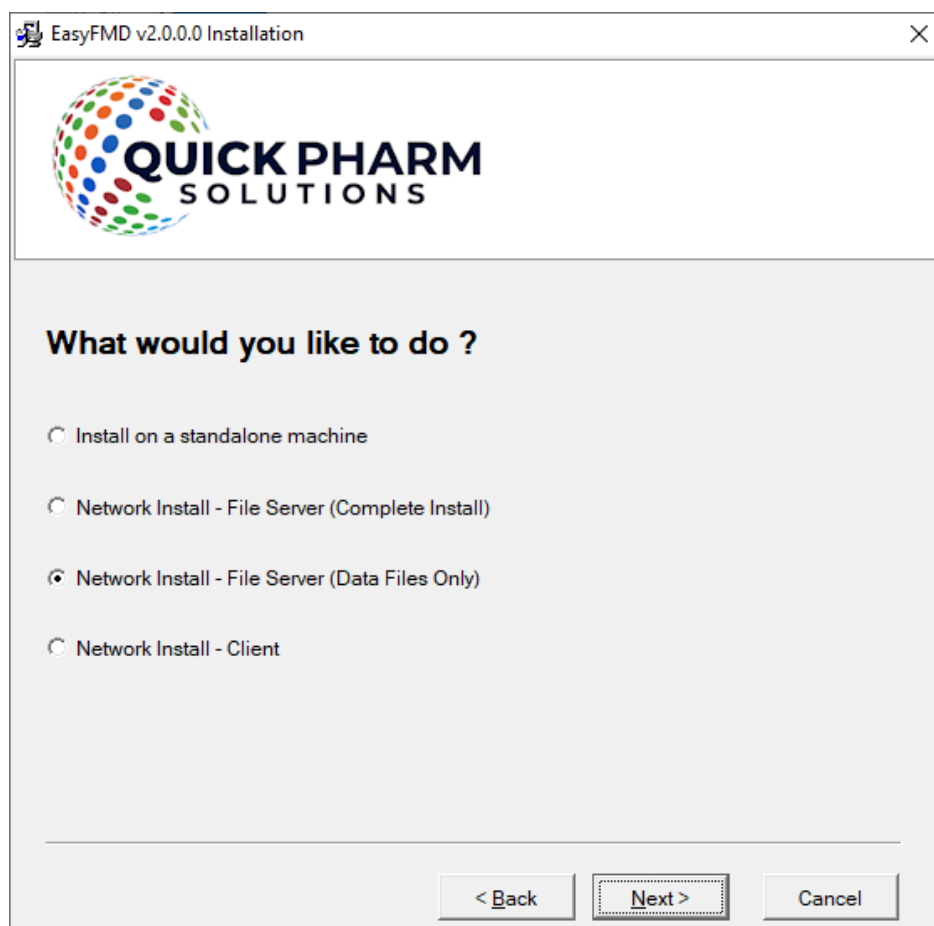 EasyFMD v2.0.0.0 Installation
QUICK PHARM
SOLUTIONS
What would you like to do ?
Install on a standalone machine
Network Install - File Server (Complete Install)
Network Install - File Server (Data Files Only)
Network Install - Client
< Back
Next >
Cancel